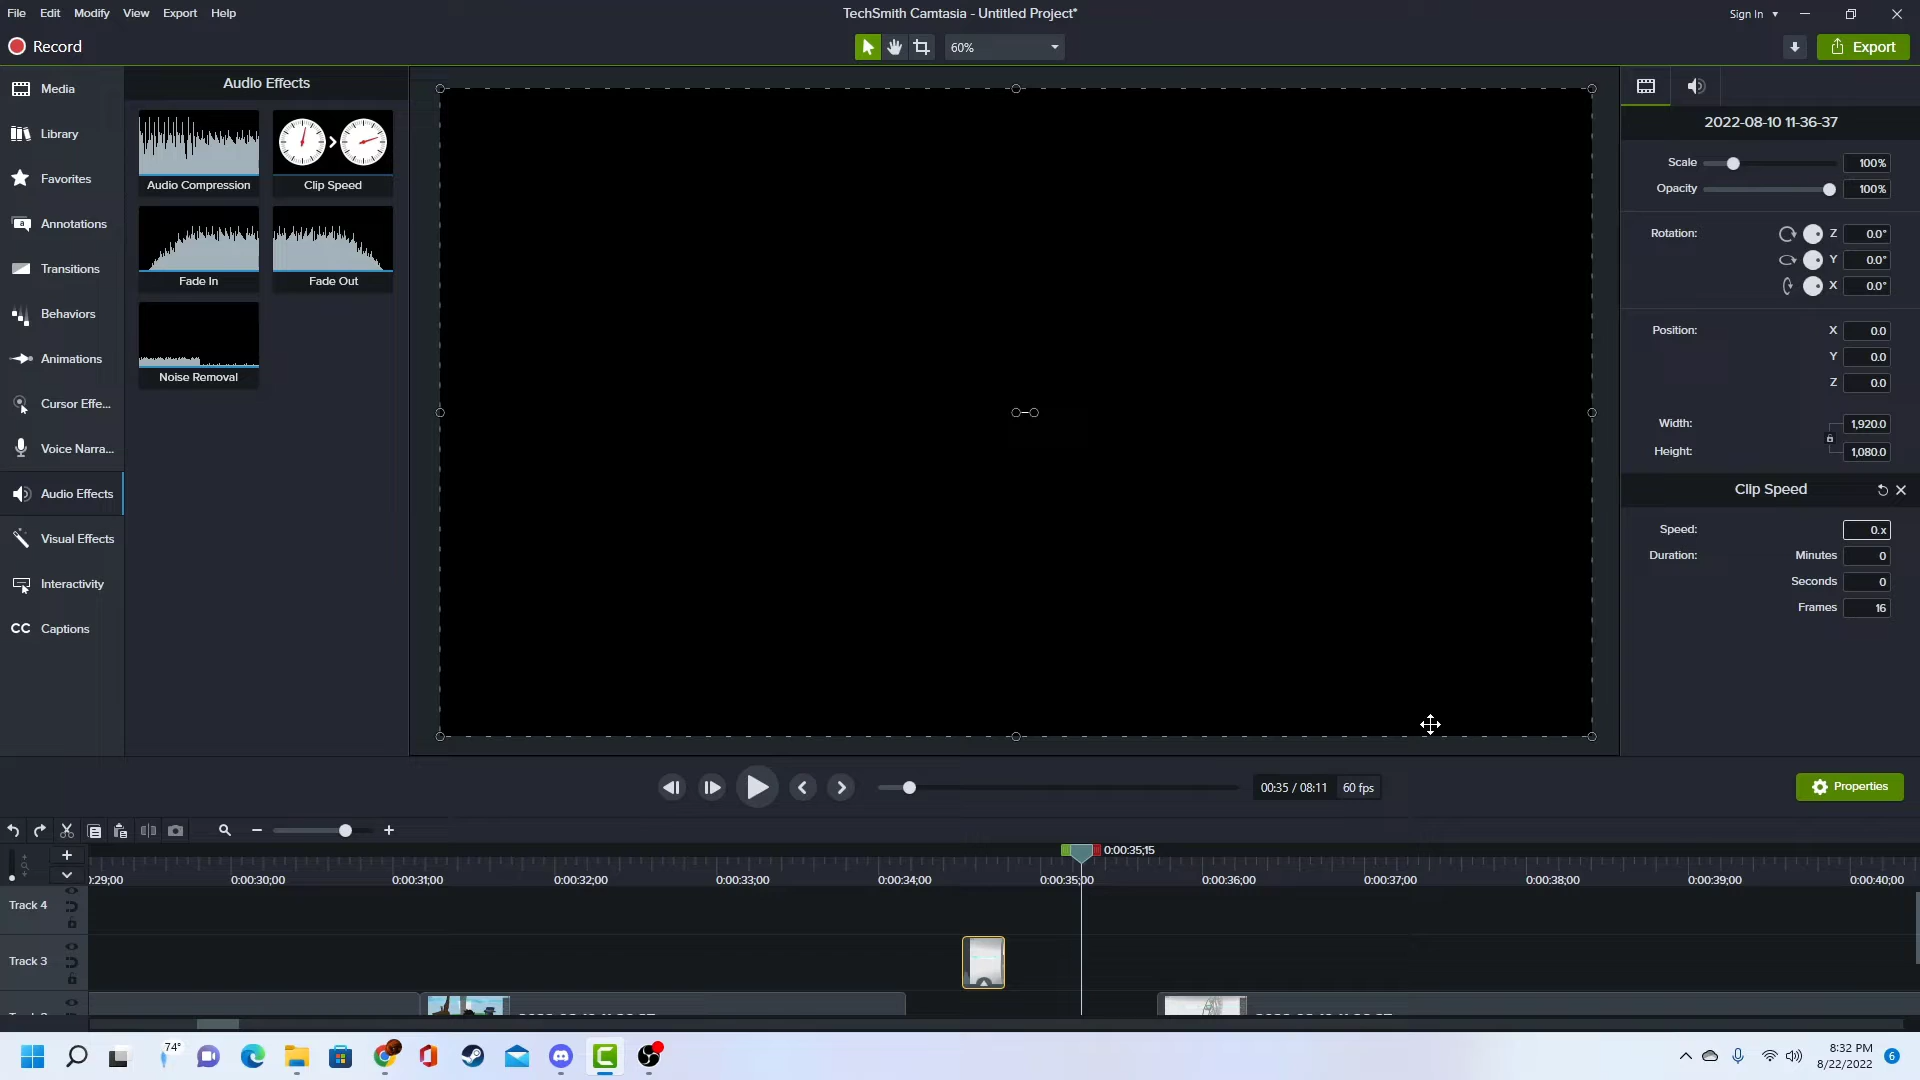 File Edit Modify View Export Help
TechSmith Camtasia - Untitled Project*
Sign In
Record
60%
Export
Media
Library
Favorites
Annotations
Transitions
Behaviors
Animations
Cursor Effe...
Voice Narra...
Audio Effects
Visual Effects
Interactivity
CC Captions
Audio Effects
Audio Compression
Clip Speed
Fade In
Fade Out
Noise Removal
2022-08-10 11-36-37
Scale 100%
Opacity 100%
Rotation: Z 0.0°
Y 0.0°
X 0.0°
Position: X 0.0
Y 0.0
Z 0.0
Width: 1,920.0
Height: 1,080.0
Clip Speed
Speed: 0.x
Duration: Minutes 0
Seconds 0
Frames 16
00:35 / 08:11 60 fps
Properties
0:00:35;15
:29;00 0:00:30;00 0:00:31;00 0:00:32;00 0:00:33;00 0:00:34;00 0:00:35;00 0:00:36;00 0:00:37;00 0:00:38;00 0:00:39;00 0:00:40;00
Track 4
Track 3
74°
8:32 PM
8/22/2022
6